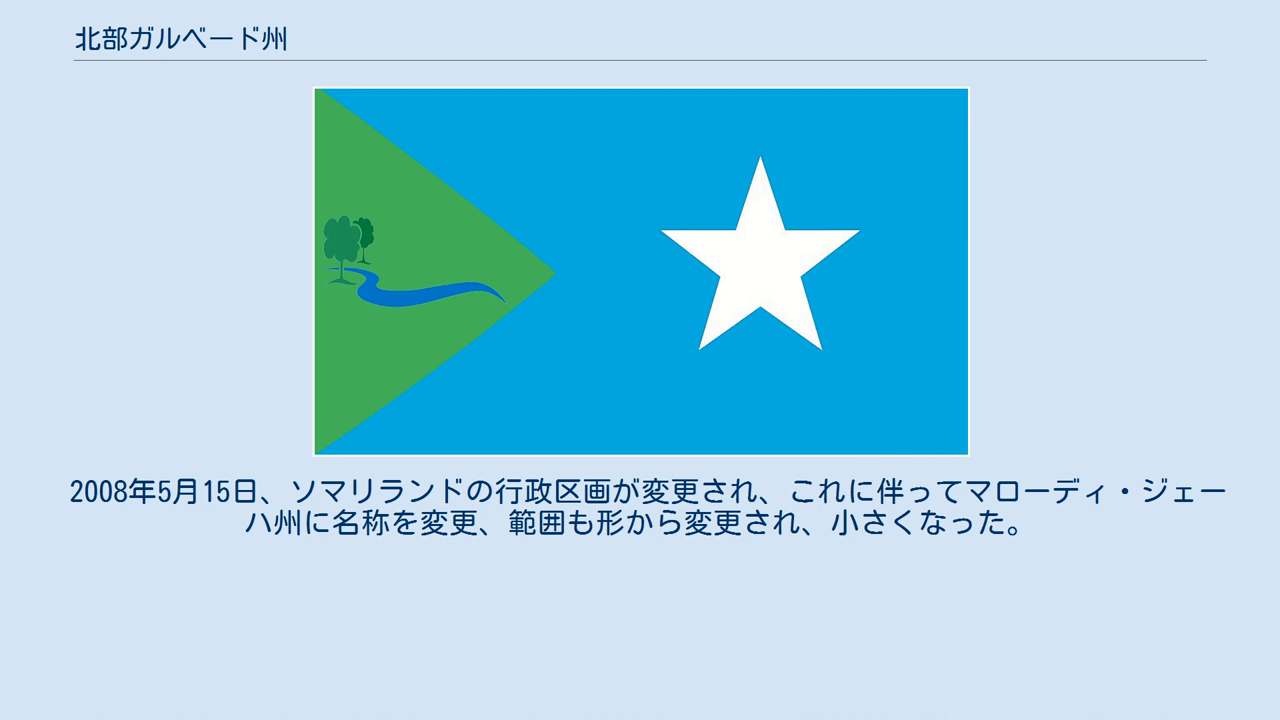 北部ガルベード州
2008年5月15日、ソマリランドの行政区画が変更され、これに伴ってマローディ・ジェー
ハ州に名称を変更、範囲も形から変更され、小さくなった。